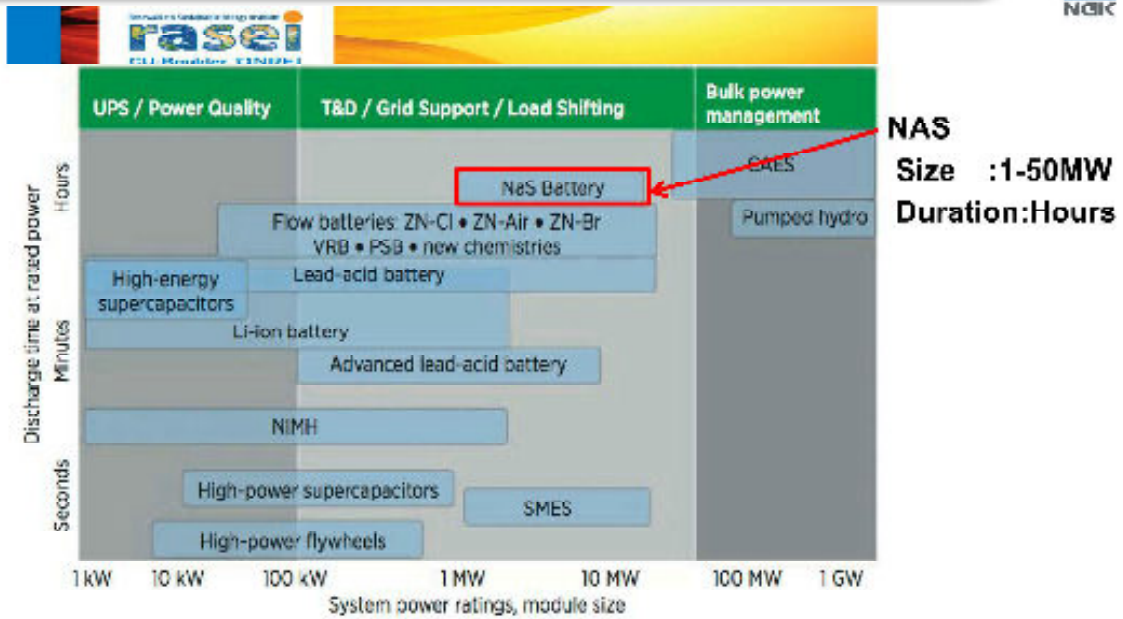 NGK
rasei
UPS / Power Quality
T&D / Grid Support / Load Shifting
Bulk power
management
NAS
Size :1-50MW
Duration:Hours
CAES
NaS Battery
Pumped hydro
Flow batteries: ZN-Cl • ZN-Air • ZN-Br
VRB • PSB • new chemistries
Lead-acid battery
High-energy
supercapacitors
Li-ion battery
Advanced lead-acid battery
NIMH
High-power supercapacitors
SMES
High-power flywheels
Discharge time at rated power
Hours
Minutes
Seconds
1 kW 10 kW 100 kW 1 MW 10 MW 100 MW 1 GW
System power ratings, module size